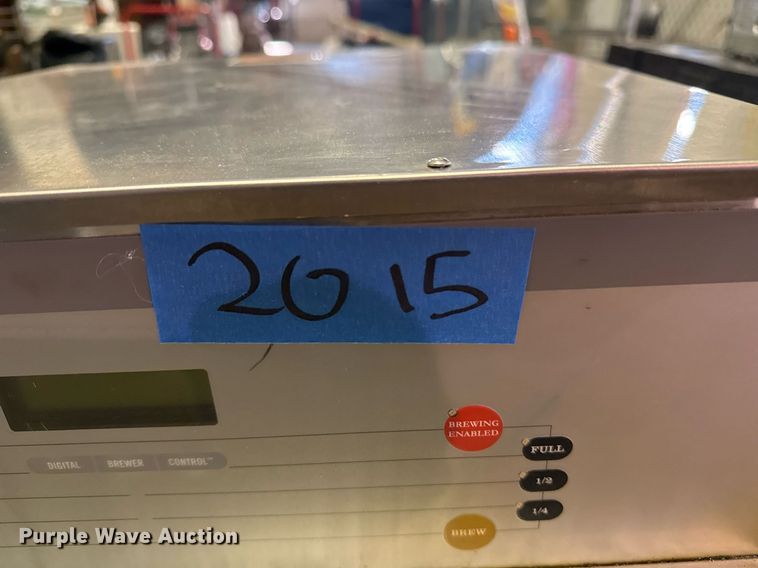 2015
BREWING
ENABLED
DIGITAL BREWER CONTROL™
FULL
1/2
1/4
BREW
Purple Wave Auction